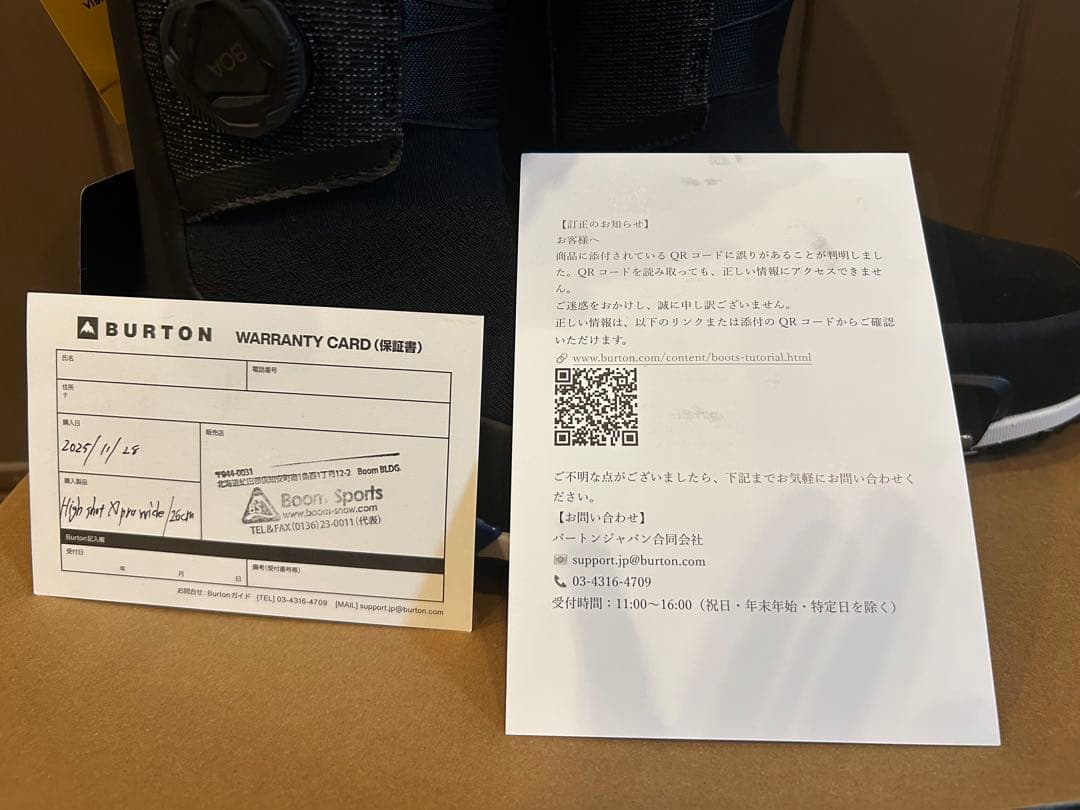 BOA
BURTON WARRANTY CARD（保証書）
氏名
電話番号
住所
〒
購入日
2025/11/28
販売店
〒044-0031
Boom BLDG.
Boom Sports
www.boom-snow.com
TEL&FAX(0136)23-0011(代表)
購入製品
High shot X pro wide/26cm
Burton記入欄
受付日
年 月 日
備考(受付番号等)
お問合せ: Burtonガイド [TEL] 03-4316-4709 [MAIL] support.jp@burton.com
【訂正のお知らせ】
お客様へ
商品に添付されているQRコードに誤りがあることが判明しまし
た。QRコードを読み取っても、正しい情報にアクセスできませ
ん。
ご迷惑をおかけし、誠に申し訳ございません。
正しい情報は、以下のリンクまたは添付のQRコードからご確認
いただけます。
www.burton.com/content/boots-tutorial.html
ご不明な点がございましたら、下記までお気軽にお問い合わせく
ださい。
【お問い合わせ】
バートンジャパン合同会社
support.jp@burton.com
03-4316-4709
受付時間：11:00〜16:00（祝日・年末年始・特定日を除く）